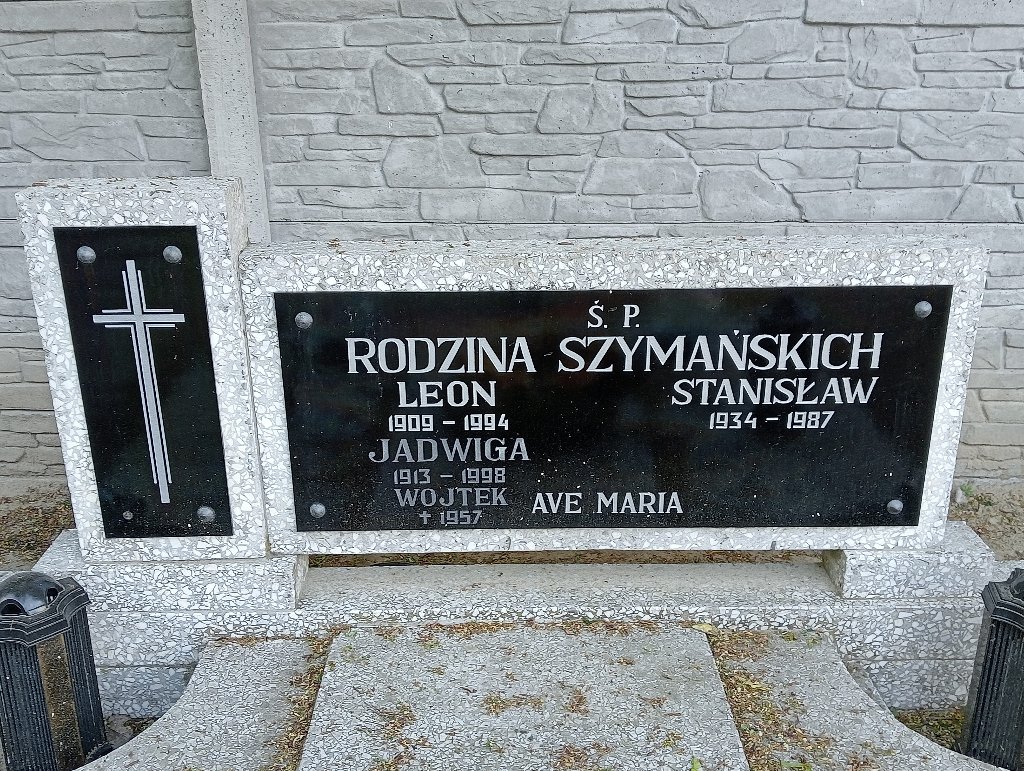 Ś. P.
RODZINA SZYMAŃSKICH
LEON
1909 - 1994
JADWIGA
1913 - 1998
WOJTEK
✝ 1957
STANISŁAW
1934 - 1987
AVE MARIA